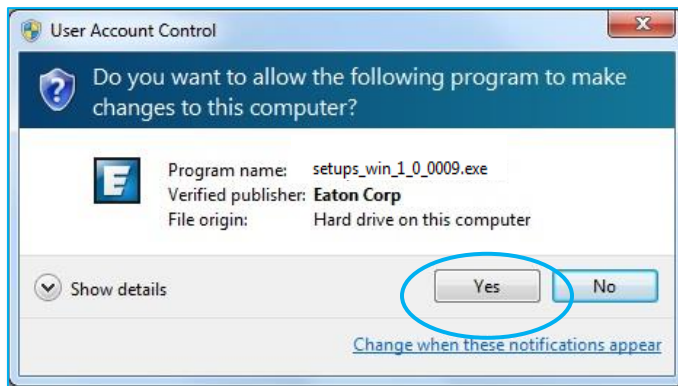 User Account Control
Do you want to allow the following program to make
changes to this computer?
Program name: setups_win_1_0_0009.exe
Verified publisher: Eaton Corp
File origin: Hard drive on this computer
Show details
Yes No
Change when these notifications appear